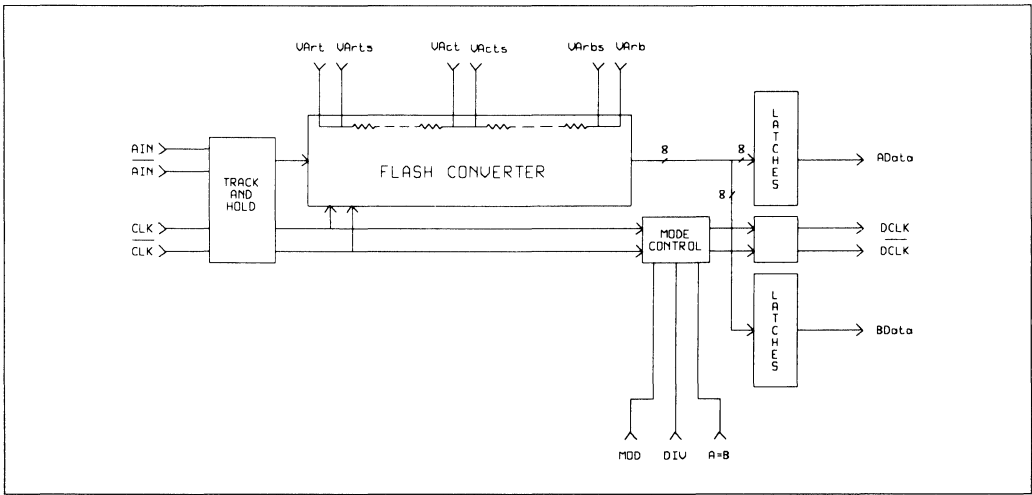 VArt VArts VAct VActs VArbs VArb
LATCHES
8 8
AIN
AIN
TRACK
AND
HOLD
FLASH CONVERTER
AData
8
CLK
CLK
MODE
CONTROL
DCLK
DCLK
LATCHES
BData
MOD DIV A=B